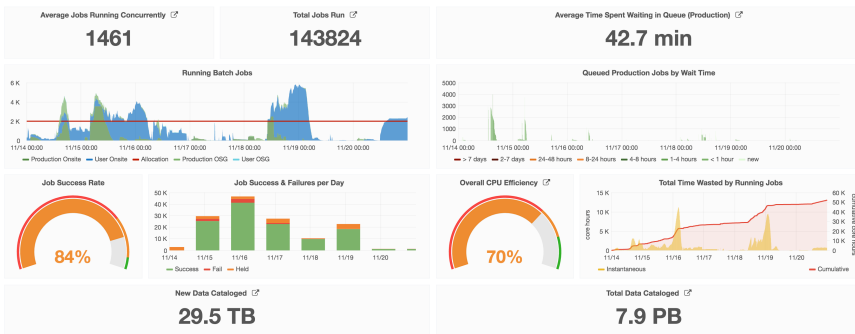 Average Jobs Running Concurrently
1461
Total Jobs Run
143824
Average Time Spent Waiting in Queue (Production)
42.7 min
Running Batch Jobs
6 K
4 K
2 K
0
11/14 00:00 11/15 00:00 11/16 00:00 11/17 00:00 11/18 00:00 11/19 00:00 11/20 00:00
Production Onsite User Onsite Allocation Production OSG User OSG
Queued Production Jobs by Wait Time
5000
4000
3000
2000
1000
0
11/14 00:00 11/15 00:00 11/16 00:00 11/17 00:00 11/18 00:00 11/19 00:00 11/20 00:00
> 7 days 2-7 days 24-48 hours 8-24 hours 4-8 hours 1-4 hours < 1 hour new
Job Success Rate
84%
Job Success & Failures per Day
50 K
40 K
30 K
20 K
10 K
0
11/14 11/15 11/16 11/17 11/18 11/19 11/20
Success Fail Held
Overall CPU Efficiency
70%
Total Time Wasted by Running Jobs
core hours
15 K
10 K
5 K
0
60 K
50 K
40 K
30 K
20 K
10 K
0
11/14 11/15 11/16 11/17 11/18 11/19 11/20
Instantaneous
Cumulative
New Data Cataloged
29.5 TB
Total Data Cataloged
7.9 PB